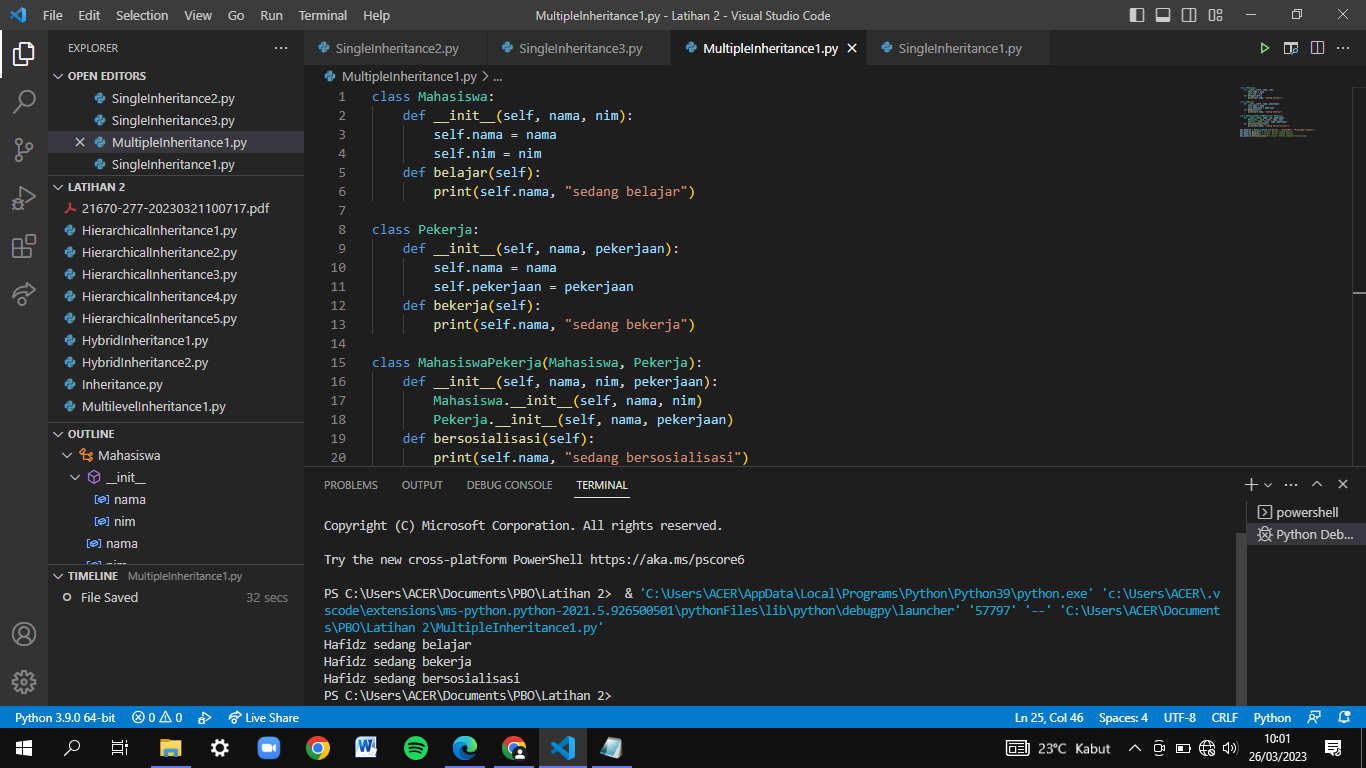 File Edit Selection View Go Run Terminal Help MultipleInheritance1.py - Latihan 2 - Visual Studio Code
EXPLORER
OPEN EDITORS
SingleInheritance2.py
SingleInheritance3.py
MultipleInheritance1.py
SingleInheritance1.py
LATIHAN 2
21670-277-20230321100717.pdf
HierarchicalInheritance1.py
HierarchicalInheritance2.py
HierarchicalInheritance3.py
HierarchicalInheritance4.py
HierarchicalInheritance5.py
HybridInheritance1.py
HybridInheritance2.py
Inheritance.py
MultilevelInheritance1.py
OUTLINE
Mahasiswa
__init__
nama
nim
nama
TIMELINE MultipleInheritance1.py
File Saved 32 secs
SingleInheritance2.py SingleInheritance3.py MultipleInheritance1.py SingleInheritance1.py
MultipleInheritance1.py > ...
1 class Mahasiswa:
2 def __init__(self, nama, nim):
3 self.nama = nama
4 self.nim = nim
5 def belajar(self):
6 print(self.nama, "sedang belajar")
7
8 class Pekerja:
9 def __init__(self, nama, pekerjaan):
10 self.nama = nama
11 self.pekerjaan = pekerjaan
12 def bekerja(self):
13 print(self.nama, "sedang bekerja")
14
15 class MahasiswaPekerja(Mahasiswa, Pekerja):
16 def __init__(self, nama, nim, pekerjaan):
17 Mahasiswa.__init__(self, nama, nim)
18 Pekerja.__init__(self, nama, pekerjaan)
19 def bersosialisasi(self):
20 print(self.nama, "sedang bersosialisasi")
PROBLEMS OUTPUT DEBUG CONSOLE TERMINAL
Copyright (C) Microsoft Corporation. All rights reserved.
Try the new cross-platform PowerShell https://aka.ms/pscore6
PS C:\Users\ACER\Documents\PBO\Latihan 2> & 'C:\Users\ACER\AppData\Local\Programs\Python\Python39\python.exe' 'c:\Users\ACER\.v
scode\extensions\ms-python.python-2021.5.926500501\pythonFiles\lib\python\debugpy\launcher' '57797' '--' 'C:\Users\ACER\Document
s\PBO\Latihan 2\MultipleInheritance1.py'
Hafidz sedang belajar
Hafidz sedang bekerja
Hafidz sedang bersosialisasi
PS C:\Users\ACER\Documents\PBO\Latihan 2>
powershell
Python Deb...
Python 3.9.0 64-bit 0 0 Live Share Ln 25, Col 46 Spaces: 4 UTF-8 CRLF Python
23°C Kabut 10:01
26/03/2023